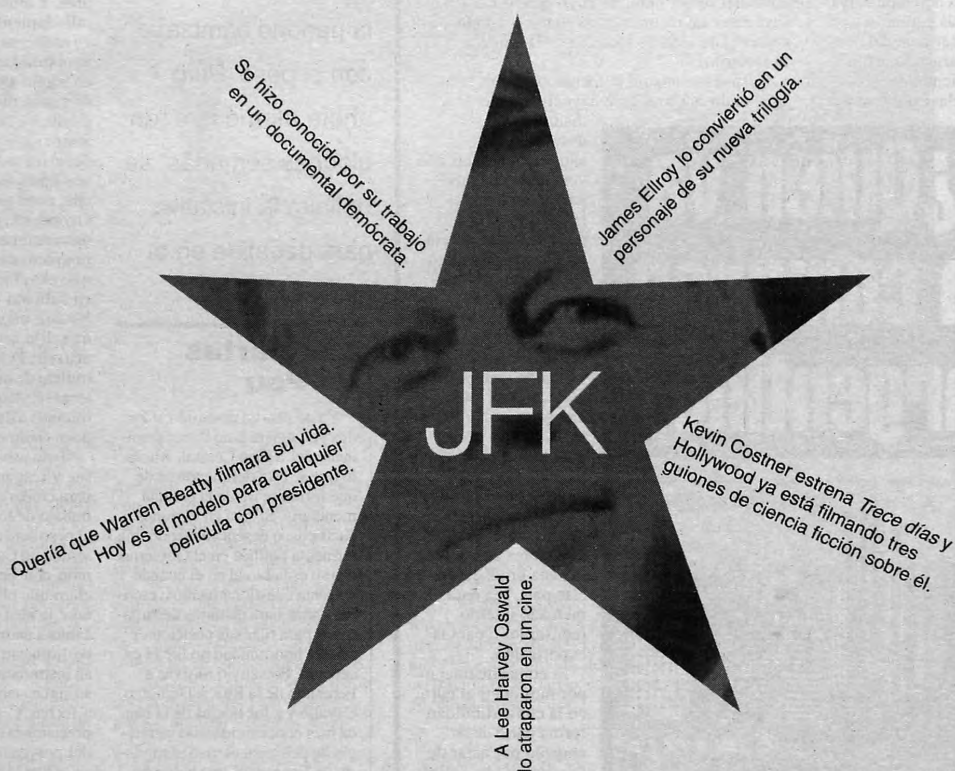 Se hizo conocido por su trabajo
en un documental demócrata.
James Ellroy lo convirtió en un
personaje de su nueva trilogía.
JFK
Quería que Warren Beatty filmara su vida.
Hoy es el modelo para cualquier
película con presidente.
Kevin Costner estrena Trece días y
Hollywood ya está filmando tres
guiones de ciencia ficción sobre él.
A Lee Harvey Oswald
lo atraparon en un cine.